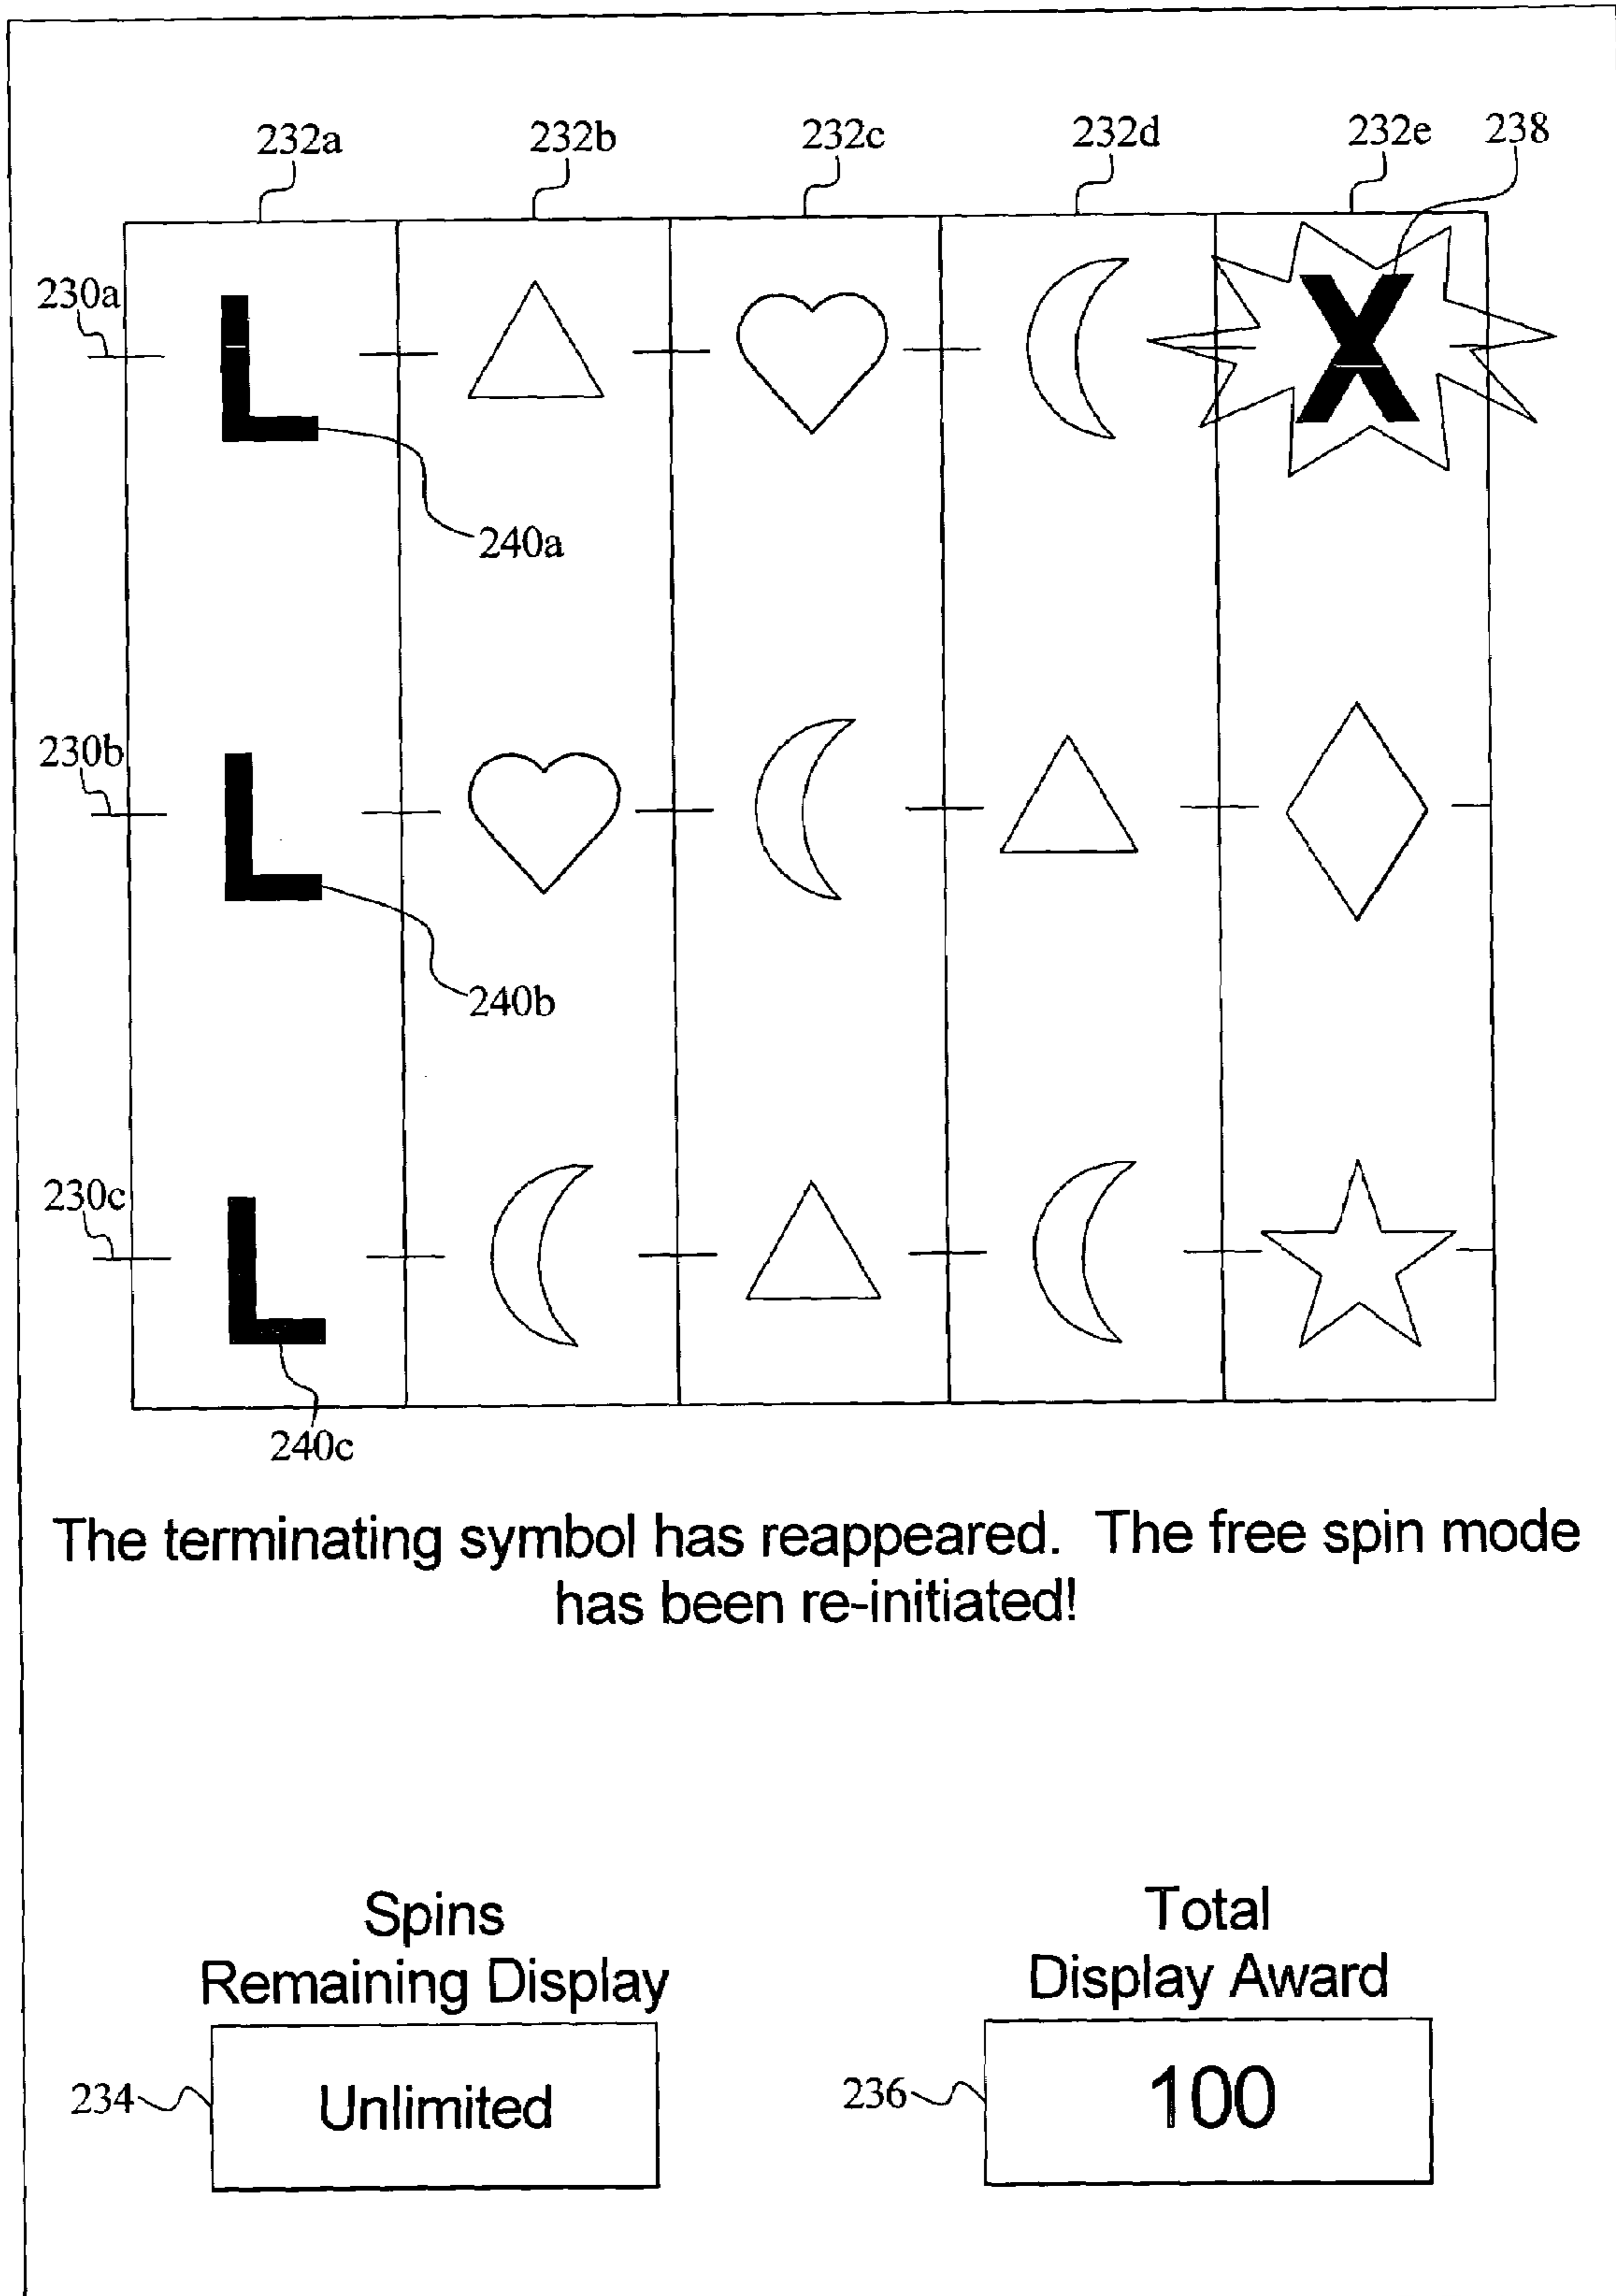 232a 232b 232c 232d 232e 238
230a
L X
240a
230b
L
240b
230c
L
240c
The terminating symbol has reappeared. The free spin mode
has been re-initiated!
Spins
Remaining Display
Total
Display Award
234 Unlimited
236 100